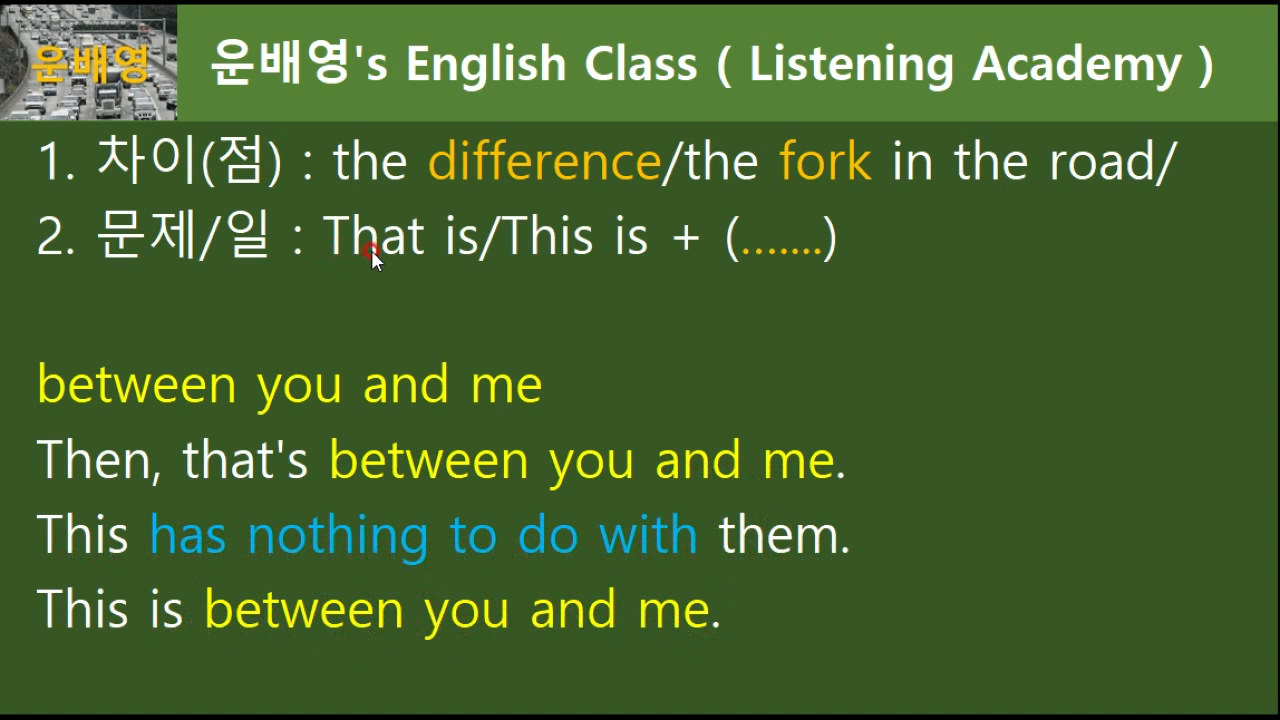 운배영
운배영's English Class ( Listening Academy )
1. 차이(점) : the difference/the fork in the road/
2. 문제/일 : That is/This is + (.......)
between you and me
Then, that's between you and me.
This has nothing to do with them.
This is between you and me.